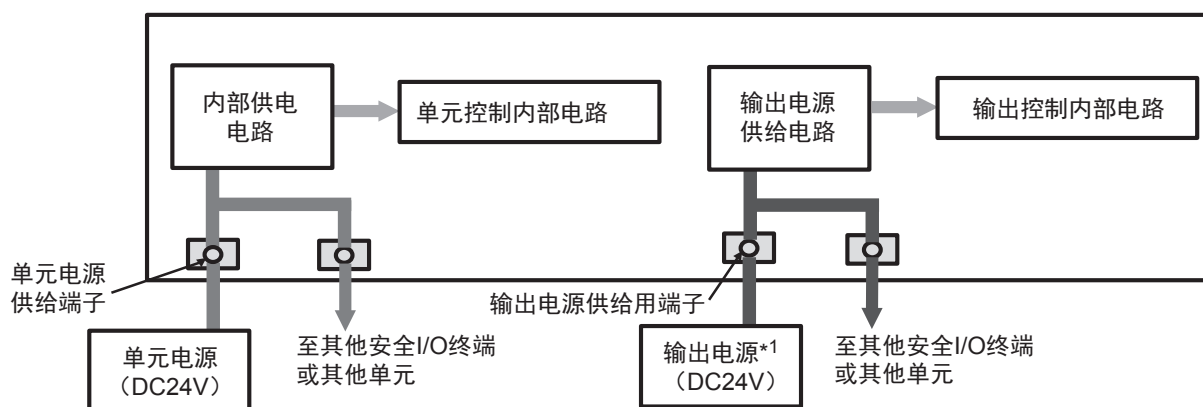 内部供电
电路
单元控制内部电路
输出电源
供给电路
输出控制内部电路
单元电源
供给端子
输出电源供给用端子
单元电源
（DC24V）
至其他安全I/O终端
或其他单元
输出电源*1
（DC24V）
至其他安全I/O终端
或其他单元